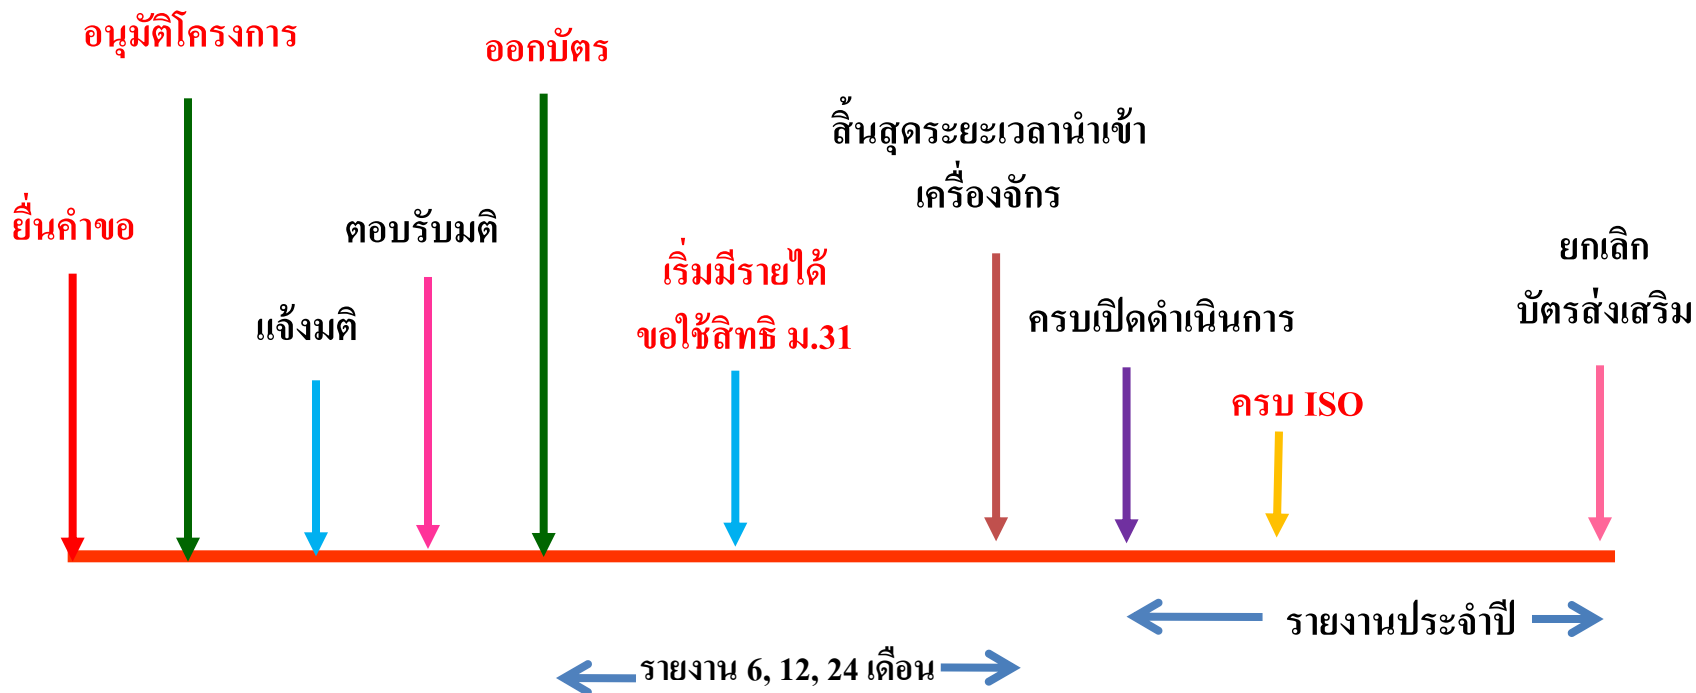 อนุมัติโครงการ
ออกบัตร
สิ้นสุดระยะเวลานำเข้า
เครื่องจักร
ยื่นคำขอ
ตอบรับมติ
แจ้งมติ
เริ่มมีรายได้
ขอใช้สิทธิ ม.31
ครบเปิดดำเนินการ
ครบ ISO
ยกเลิก
บัตรส่งเสริม
รายงานประจำปี
รายงาน 6, 12, 24 เดือน